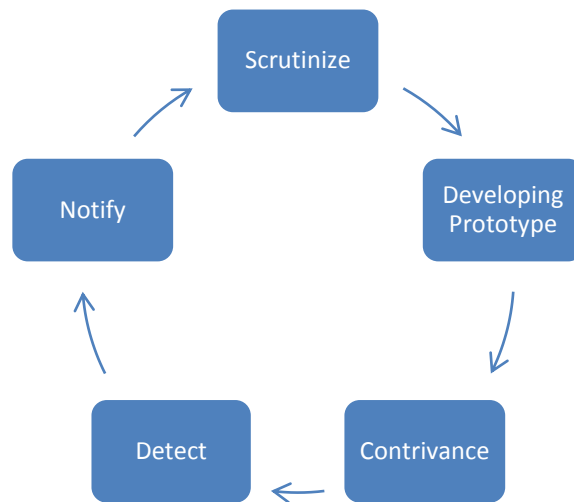 Scrutinize
Developing
Prototype
Contrivance
Detect
Notify